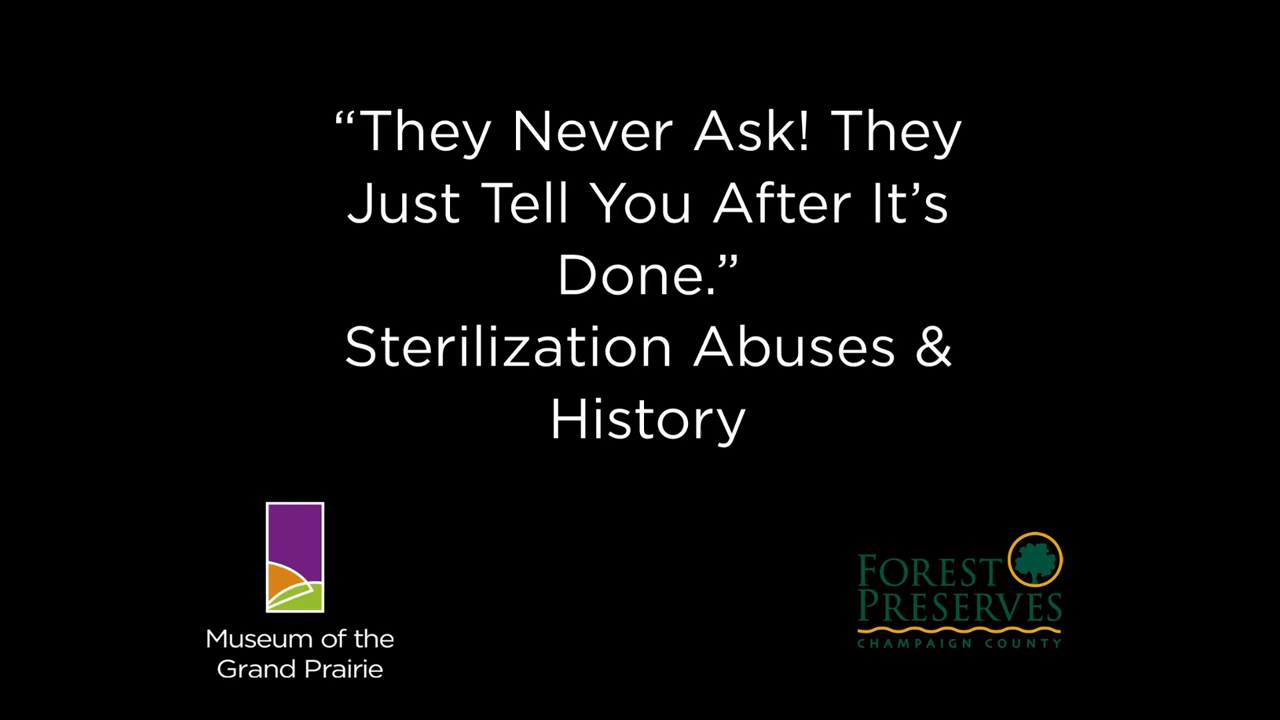 “They Never Ask! They
Just Tell You After It’s
Done.”
Sterilization Abuses &
History
Museum of the
Grand Prairie
FOREST
PRESERVES
CHAMPAIGN COUNTY